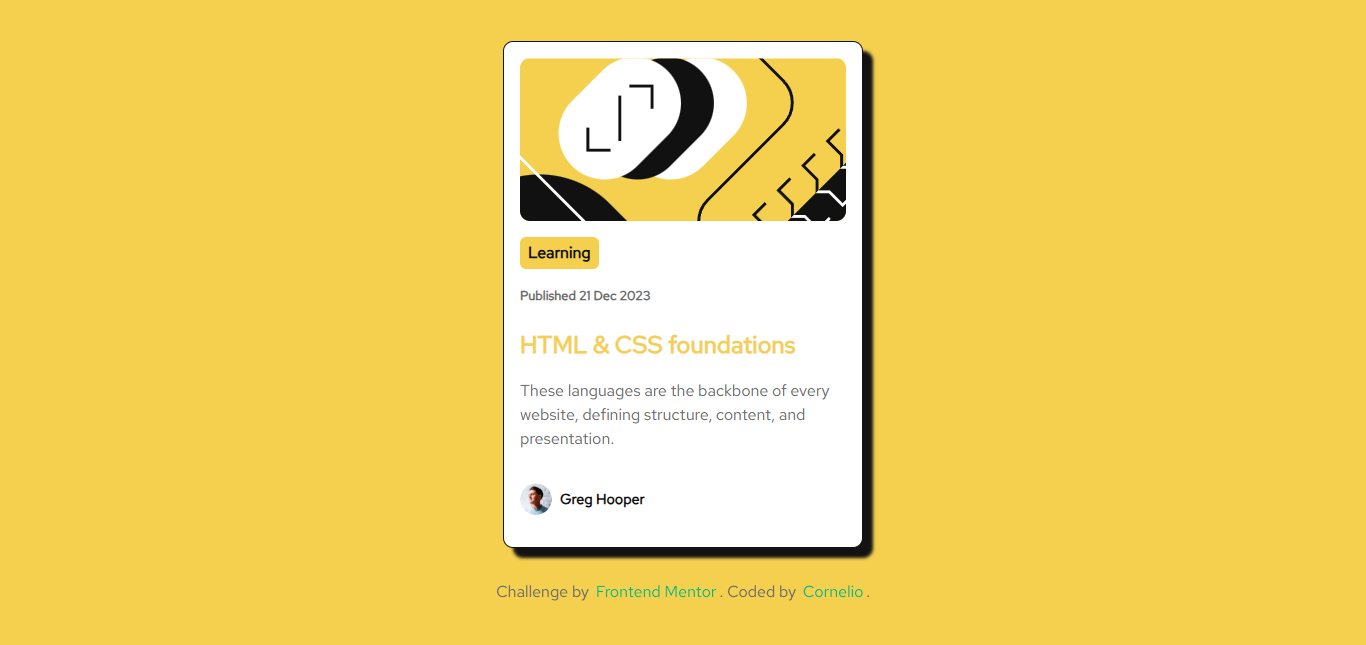 Learning
Published 21 Dec 2023
HTML & CSS foundations
These languages are the backbone of every
website, defining structure, content, and
presentation.
Greg Hooper
Challenge by Frontend Mentor. Coded by Cornelio.